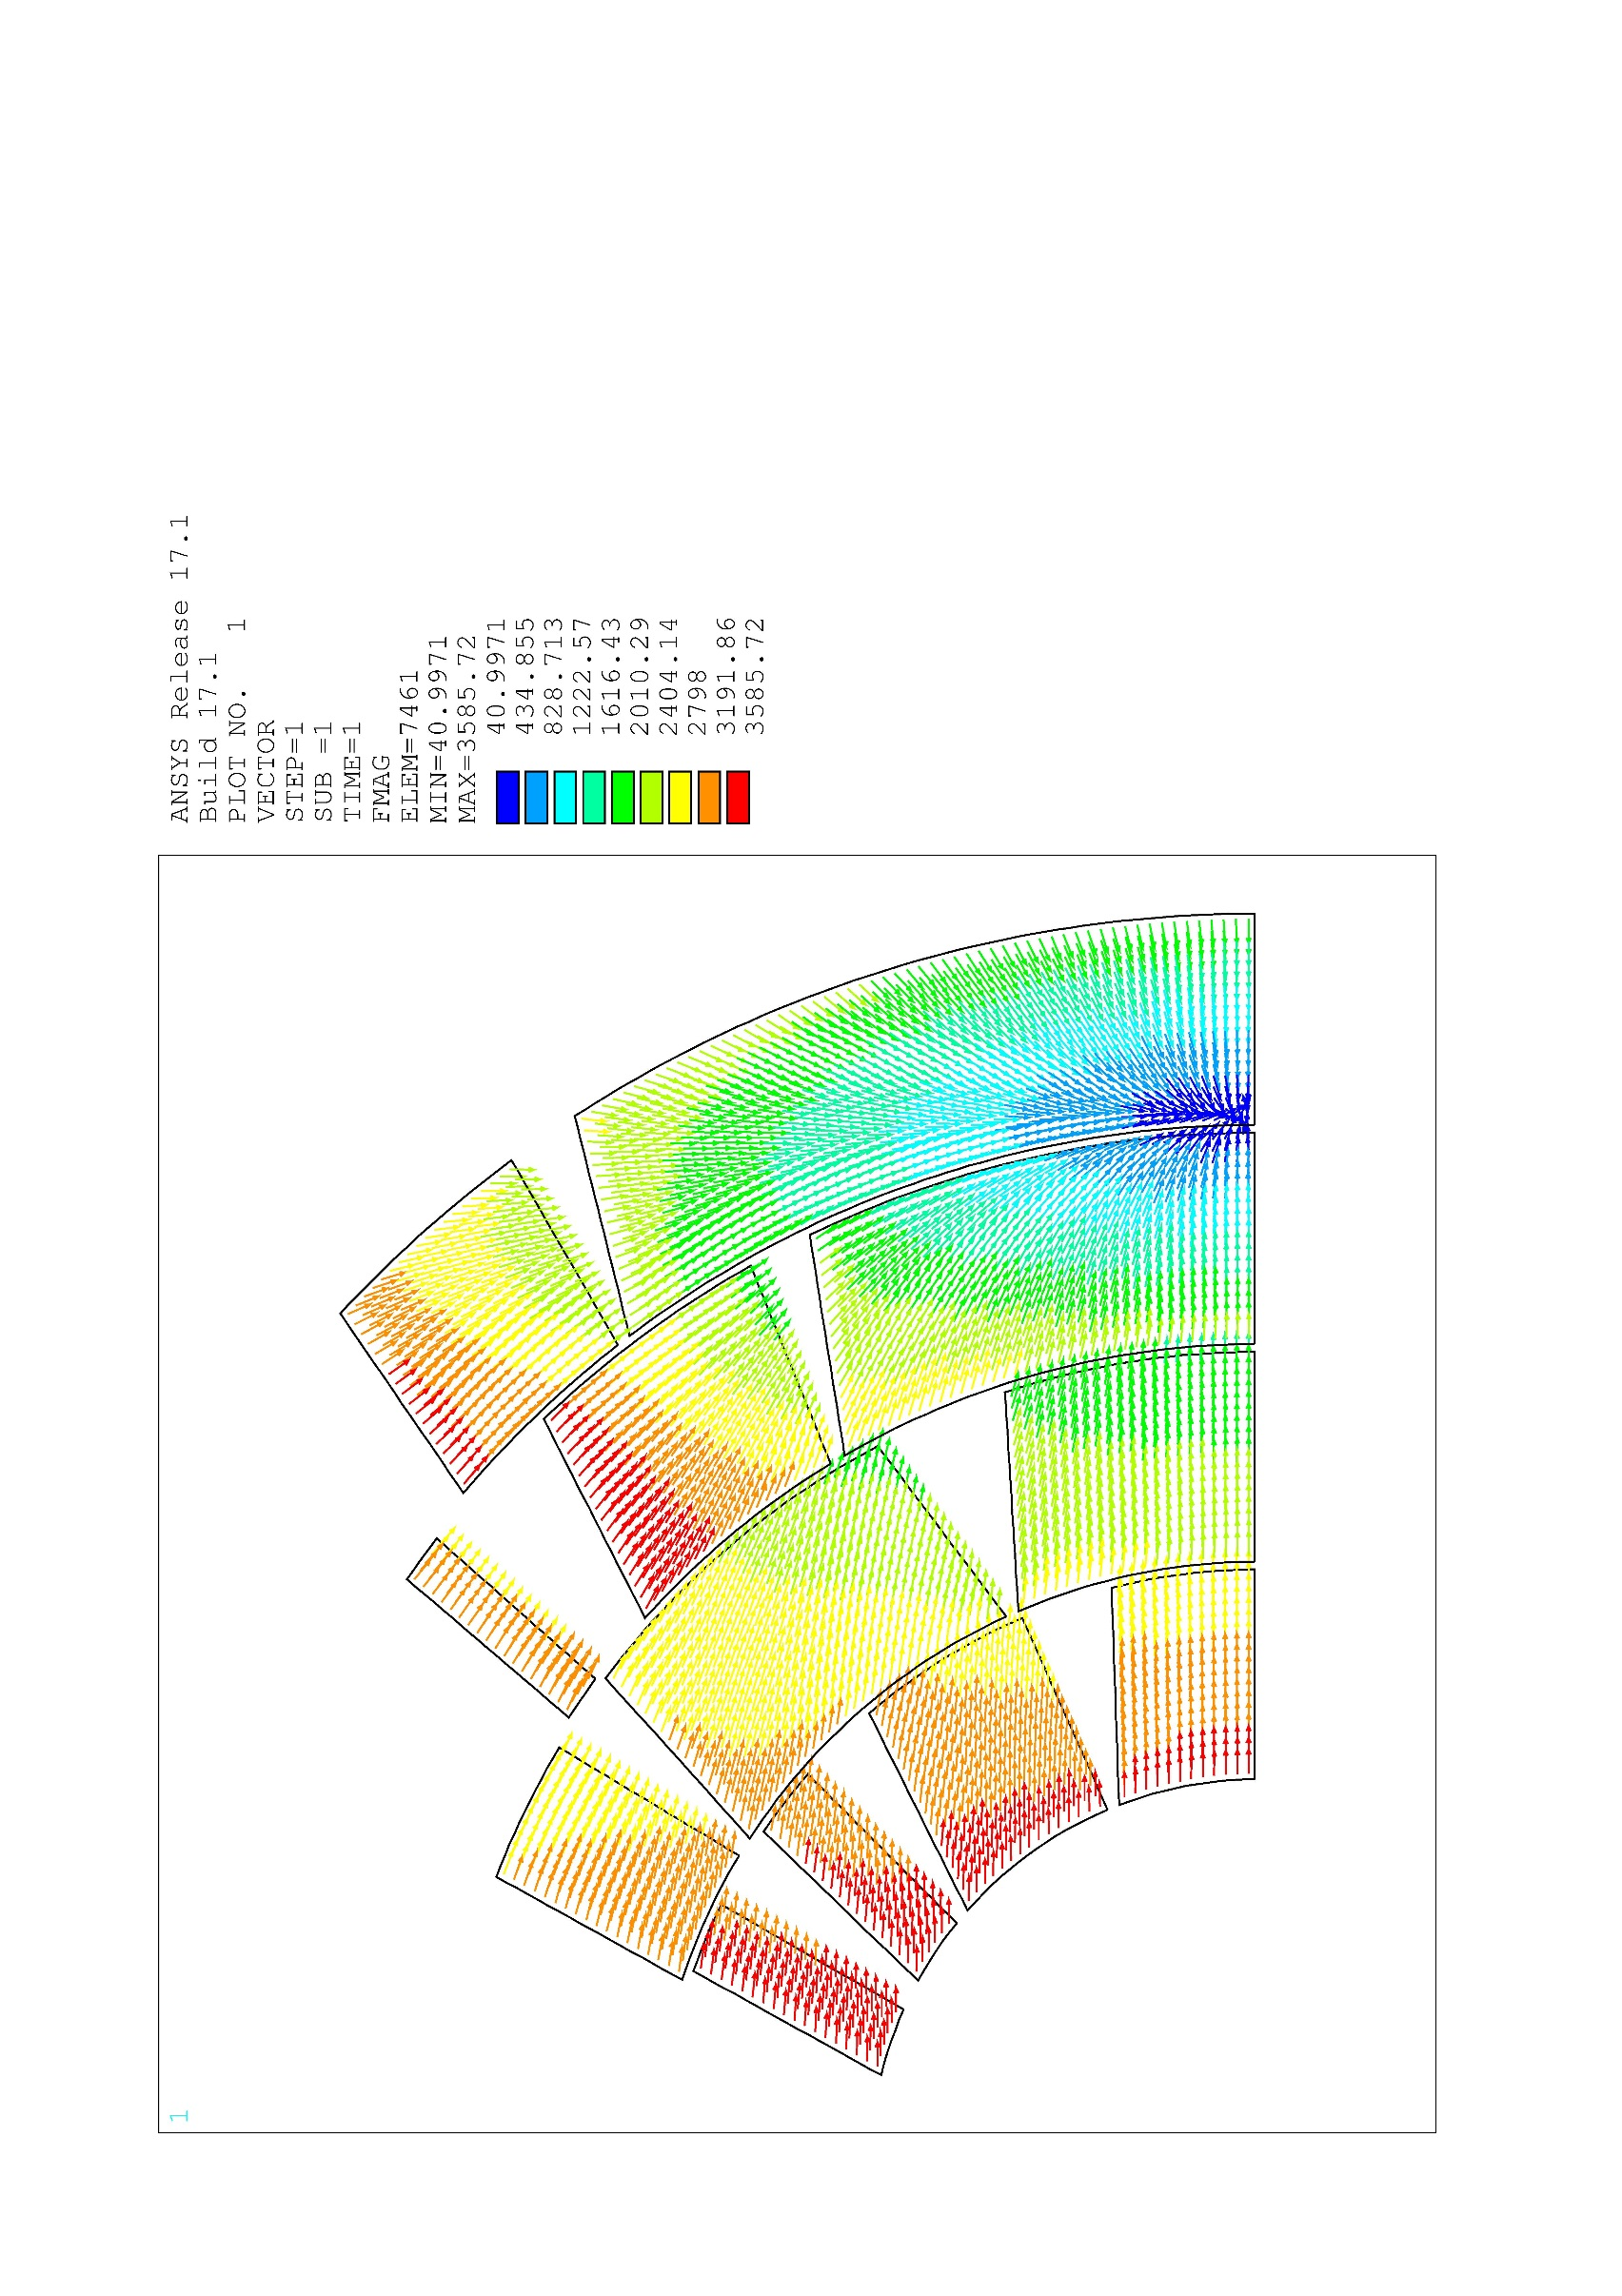 1
ANSYS Release 17.1
Build 17.1
PLOT NO. 1
VECTOR
STEP=1
SUB =1
TIME=1
FMAG
ELEM=7461
MIN=40.9971
MAX=3585.72
40.9971
434.855
828.713
1222.57
1616.43
2010.29
2404.14
2798
3191.86
3585.72